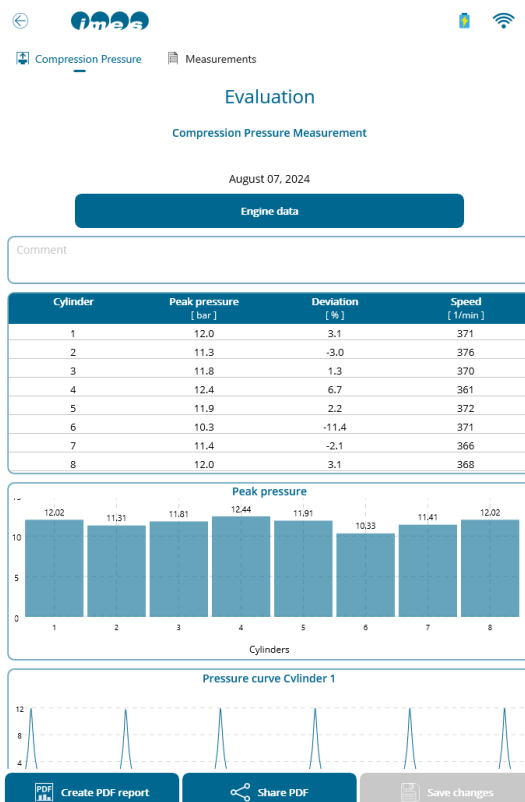 imes
Compression Pressure Measurements
Evaluation
Compression Pressure Measurement
August 07, 2024
Engine data
Comment
Cylinder Peak pressure Deviation Speed
[ bar ] [ % ] [ 1/min ]
1 12.0 3.1 371
2 11.3 -3.0 376
3 11.8 1.3 370
4 12.4 6.7 361
5 11.9 2.2 372
6 10.3 -11.4 371
7 11.4 -2.1 366
8 12.0 3.1 368
Peak pressure
12.02 11.31 11.81 12.44 11.91 10.33 11.41 12.02
10
5
0
1 2 3 4 5 6 7 8
Cylinders
Pressure curve Cylinder 1
12
8
4
PDF Create PDF report Share PDF Save changes